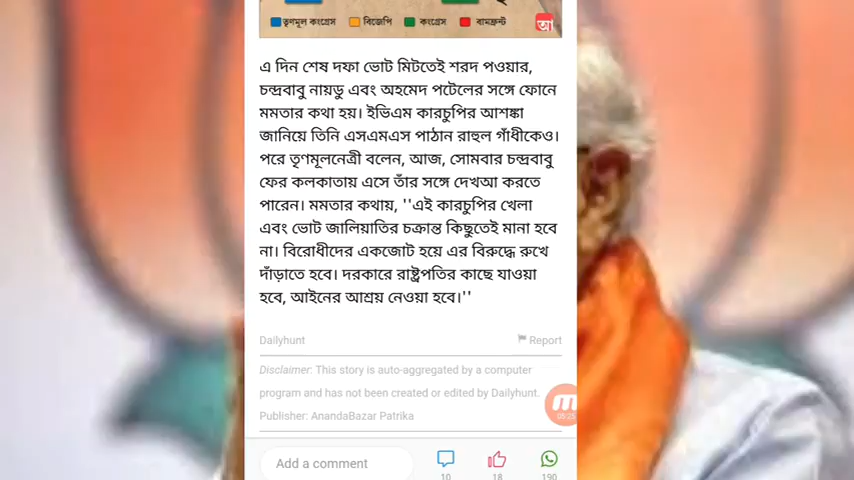 তৃণমূল কংগ্রেস বিজেপি কংগ্রেস বামফ্রন্ট আ
এ দিন শেষ দফা ভোট মিটতেই শরদ পওয়ার,
চন্দ্রবাবু নায়ডু এবং অহমেদ পটেলের সঙ্গে ফোনে
মমতার কথা হয়। ইভিএম কারচুপির আশঙ্কা
জানিয়ে তিনি এসএমএস পাঠান রাহুল গাঁধীকেও।
পরে তৃণমূলনেত্রী বলেন, আজ, সোমবার চন্দ্রবাবু
ফের কলকাতায় এসে তাঁর সঙ্গে দেখআ করতে
পারেন। মমতার কথায়, ''এই কারচুপির খেলা
এবং ভোট জালিয়াতির চক্রান্ত কিছুতেই মানা হবে
না। বিরোধীদের একজোট হয়ে এর বিরুদ্ধে রুখে
দাঁড়াতে হবে। দরকারে রাষ্ট্রপতির কাছে যাওয়া
হবে, আইনের আশ্রয় নেওয়া হবে।''
Dailyhunt Report
Disclaimer: This story is auto-aggregated by a computer
program and has not been created or edited by Dailyhunt.
Publisher: AnandaBazar Patrika
05:25
Add a comment
10 18 190